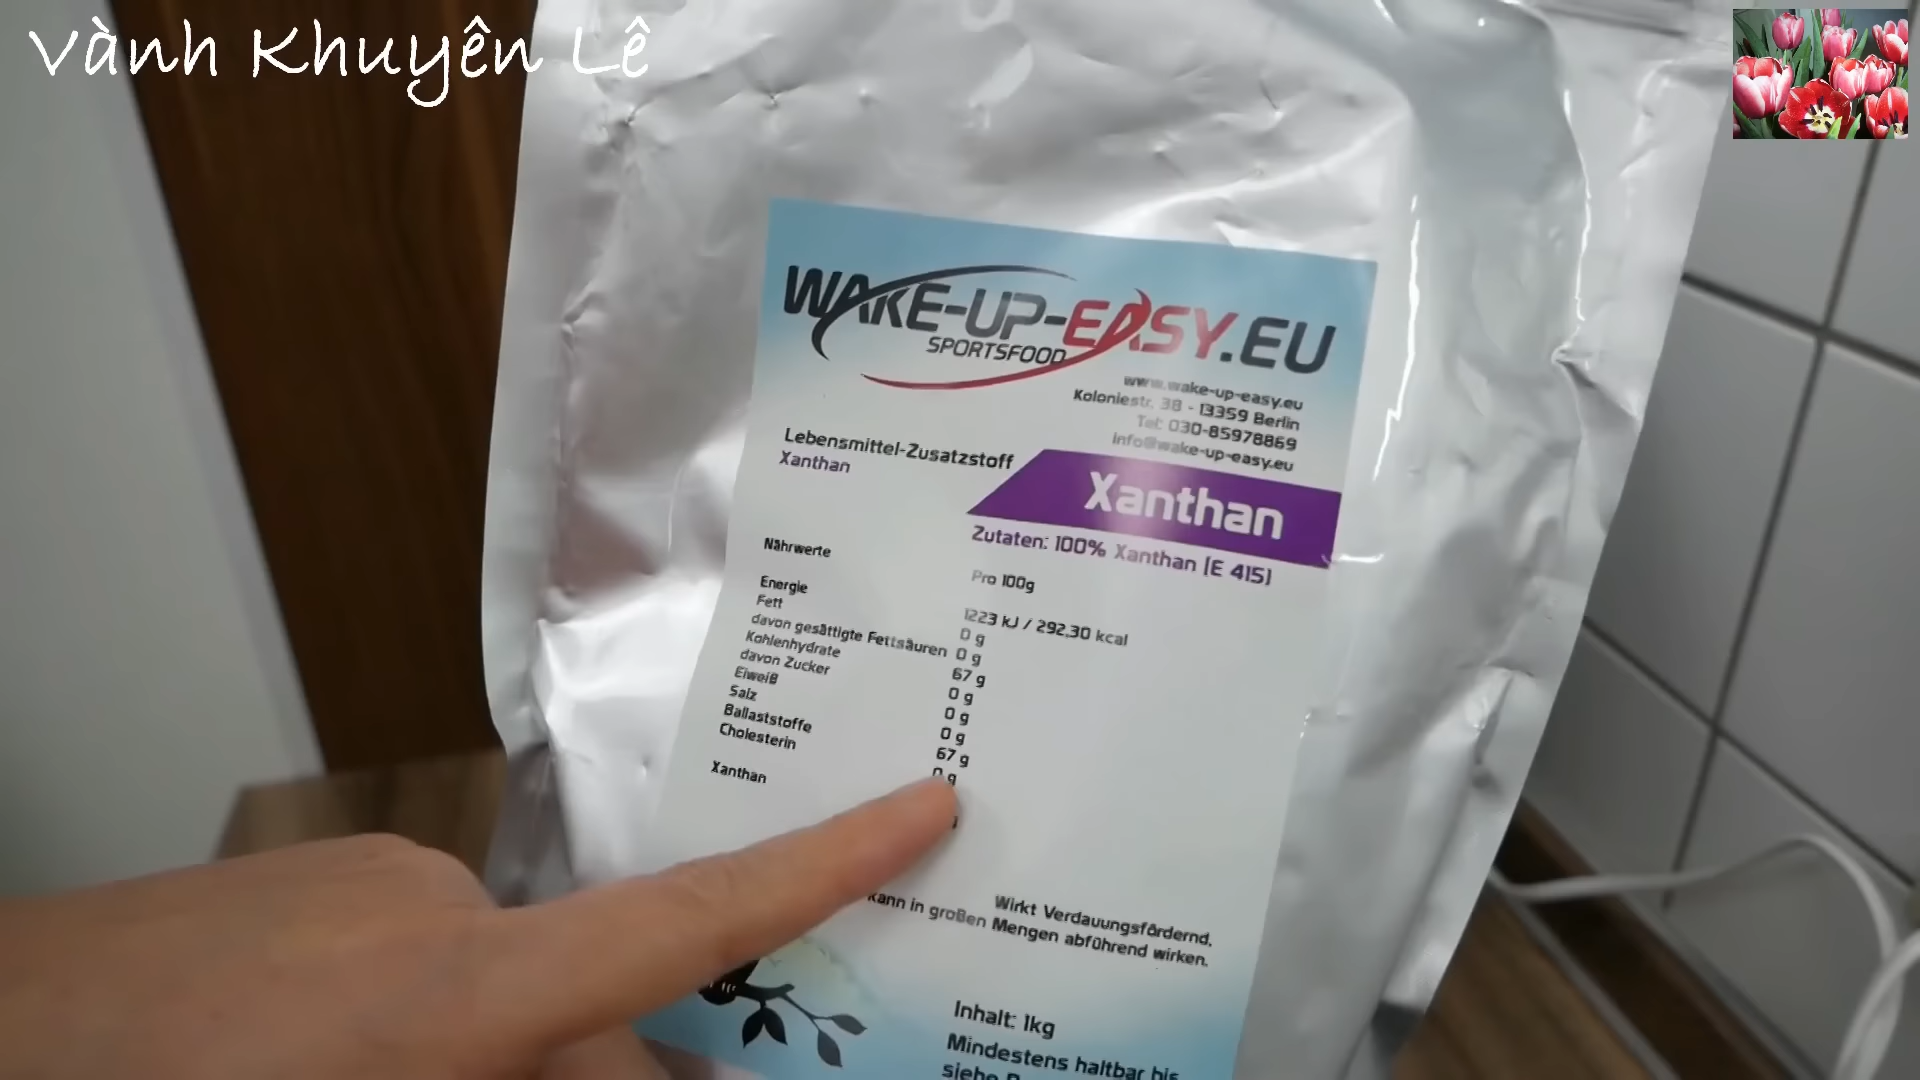 Vành Khuyên Lê
WAKE-UP-EASY.EU
SPORTSFOOD
www.wake-up-easy.eu
Koloniestr. 38 - 13359 Berlin
Tel: 030-85978869
info@wake-up-easy.eu
Lebensmittel-Zusatzstoff
Xanthan
Xanthan
Zutaten: 100% Xanthan (E 415)
Nährwerte Pro 100g
Energie 1223 kJ / 292,30 kcal
Fett 0 g
davon gesättigte Fettsäuren 0 g
Kohlenhydrate 67 g
davon Zucker 0 g
Eiweiß 0 g
Salz 0 g
Ballaststoffe 67 g
Cholesterin 0 g
Xanthan
Wirkt Verdauungsfördernd,
kann in großen Mengen abführend wirken.
Inhalt: 1kg
Mindestens haltbar bis
siehe